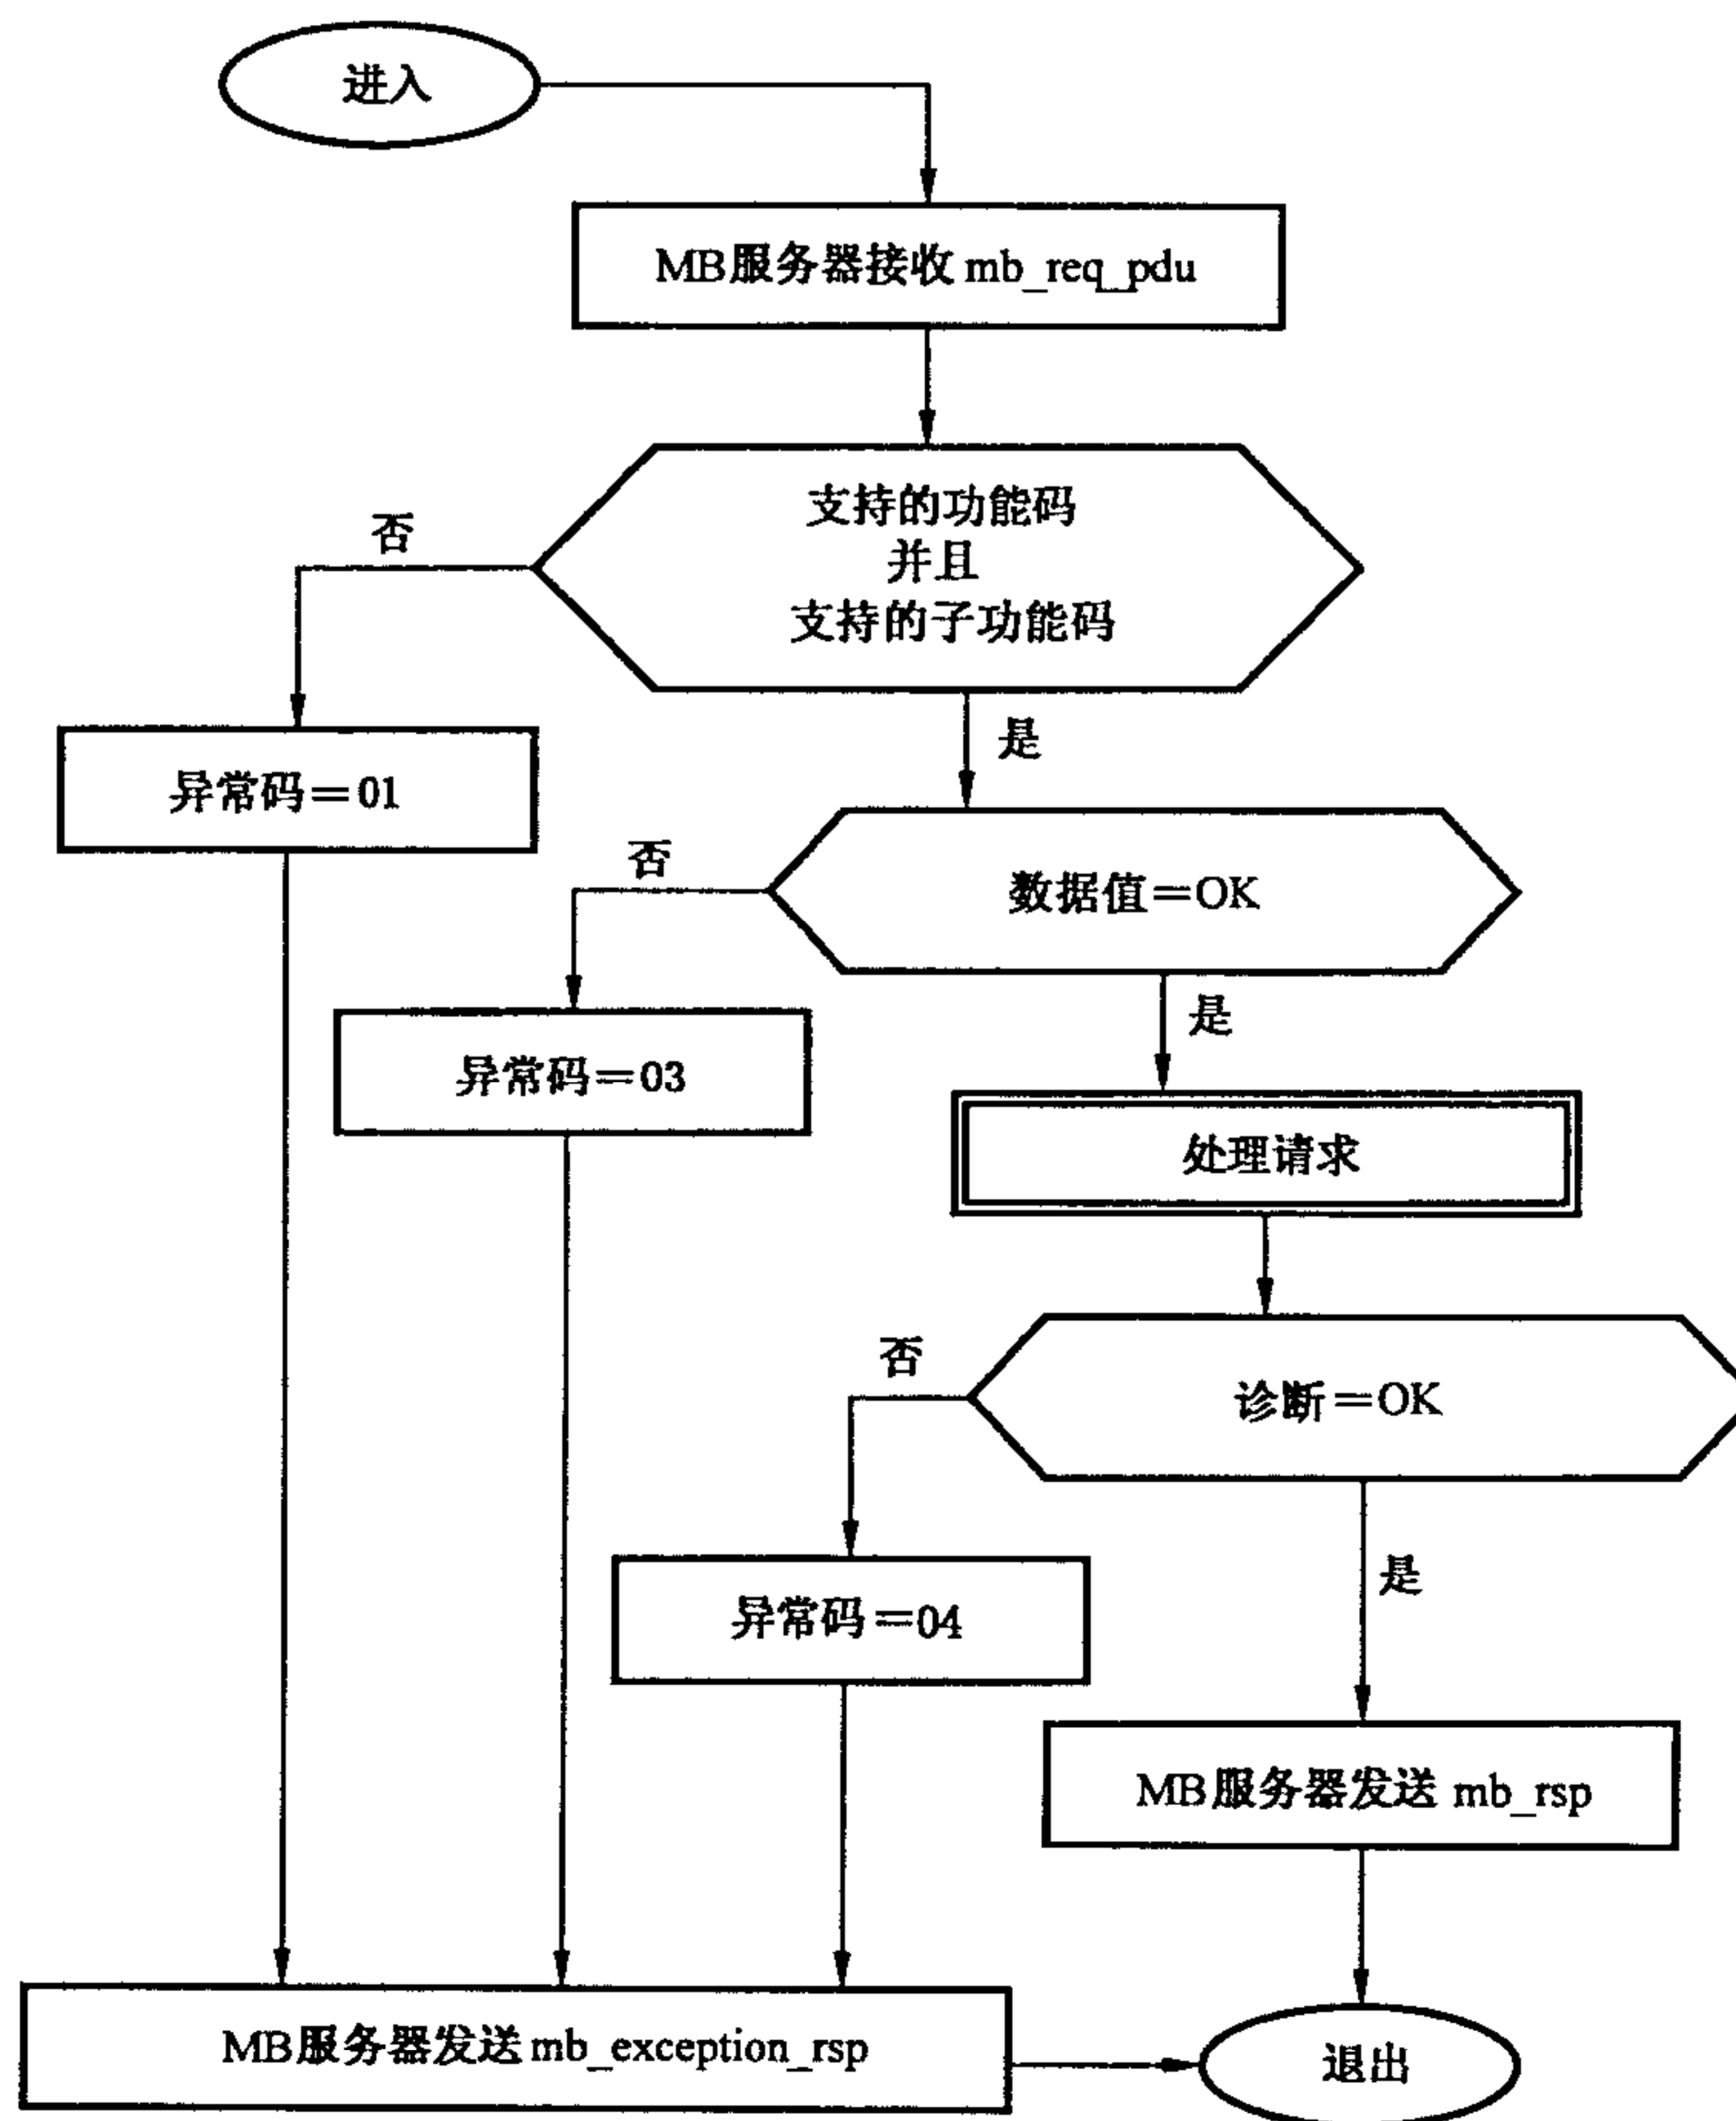 进入
MB服务器接收 mb_req_pdu
支持的功能码
并且
支持的子功能码
否
是
异常码＝01
数据值＝OK
否
是
异常码＝03
处理请求
诊断＝OK
否
是
异常码＝04
MB服务器发送 mb_rsp
MB服务器发送 mb_exception_rsp
退出